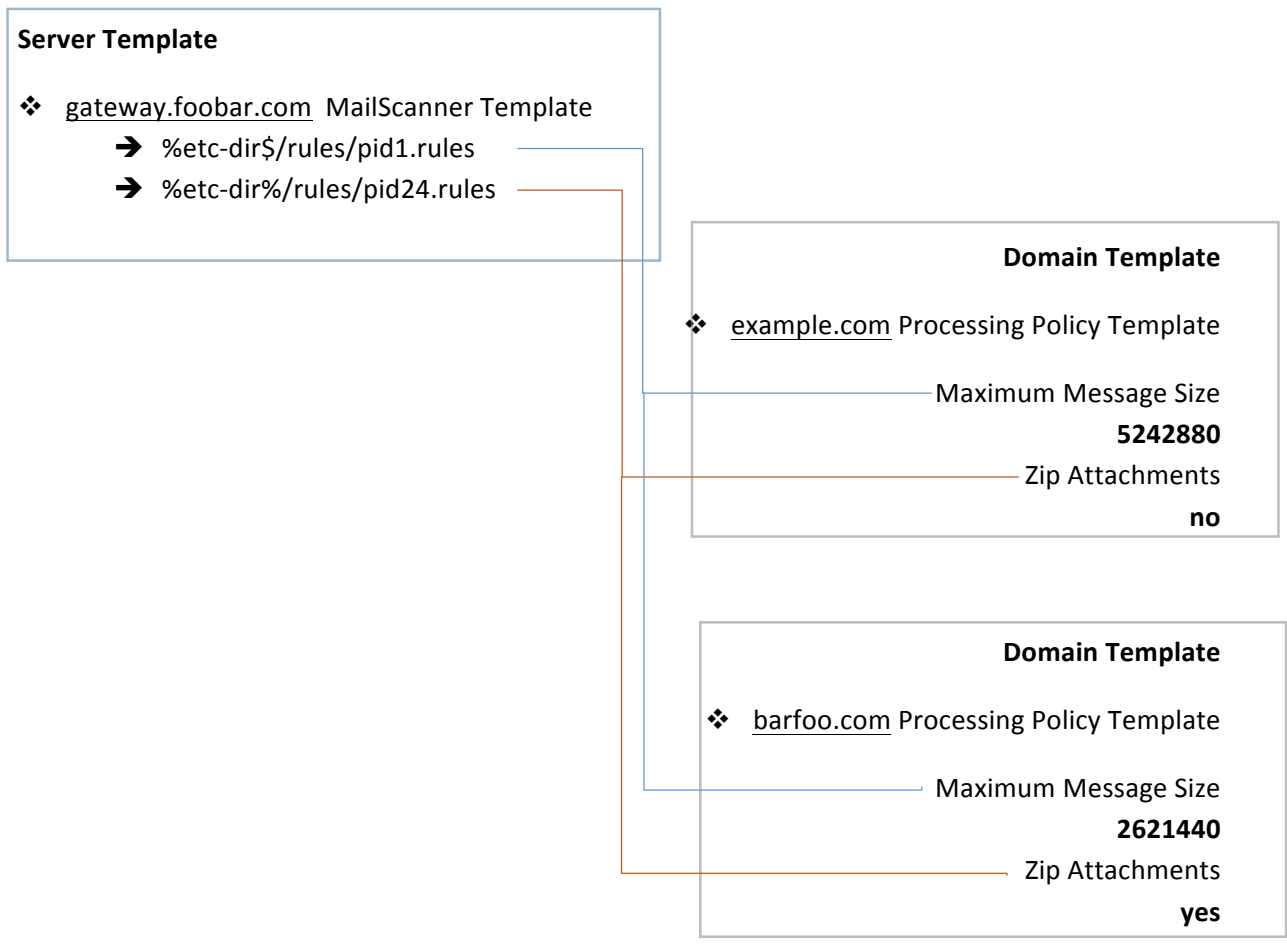 Server Template
❖ gateway.foobar.com MailScanner Template
➔ %etc-dir$/rules/pid1.rules
➔ %etc-dir%/rules/pid24.rules
Domain Template
❖ example.com Processing Policy Template
Maximum Message Size
5242880
Zip Attachments
no
Domain Template
❖ barfoo.com Processing Policy Template
Maximum Message Size
2621440
Zip Attachments
yes